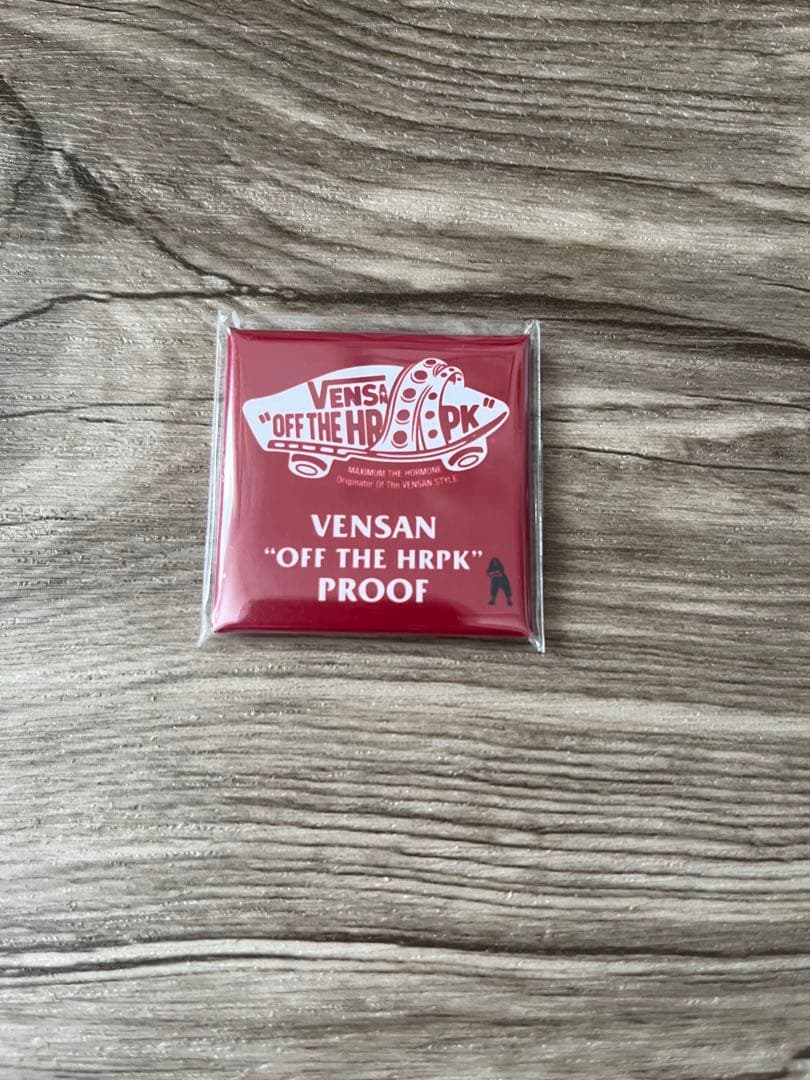 VENSA
"OFF THE HR PK"
MAXIMUM THE HORMONE
Originator Of The VENSAN STYLE
VENSAN
“OFF THE HRPK”
PROOF